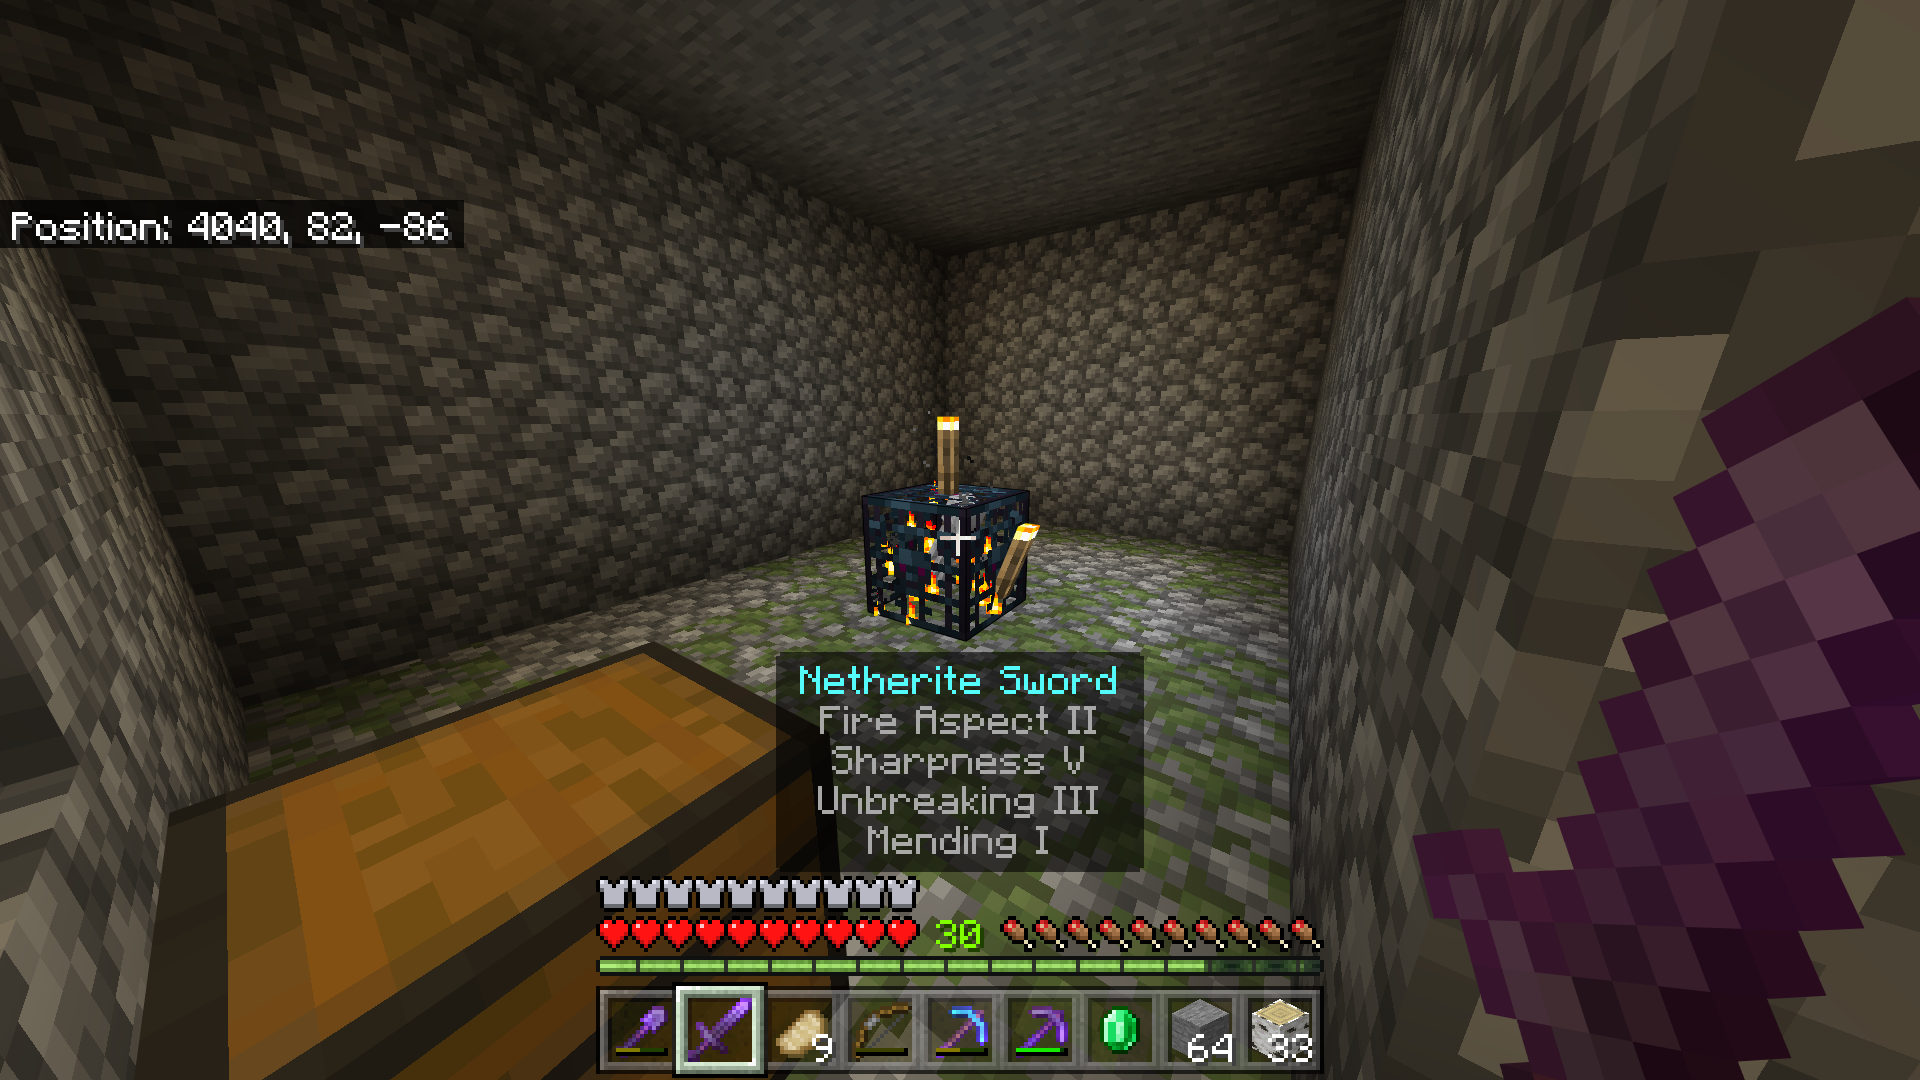 Position: 4040, 82, -86
Netherite Sword
Fire Aspect II
Sharpness V
Unbreaking III
Mending I
30
9
64
33